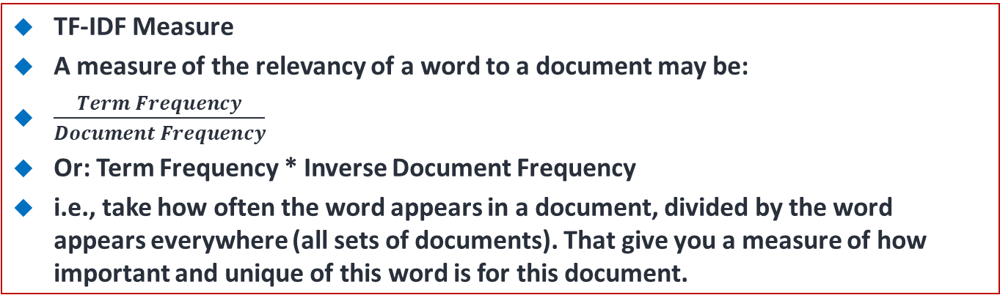 TF-IDF Measure
A measure of the relevancy of a word to a document may be:
Term Frequency
Document Frequency
Or: Term Frequency * Inverse Document Frequency
i.e., take how often the word appears in a document, divided by the word
appears everywhere (all sets of documents). That give you a measure of how
important and unique of this word is for this document.